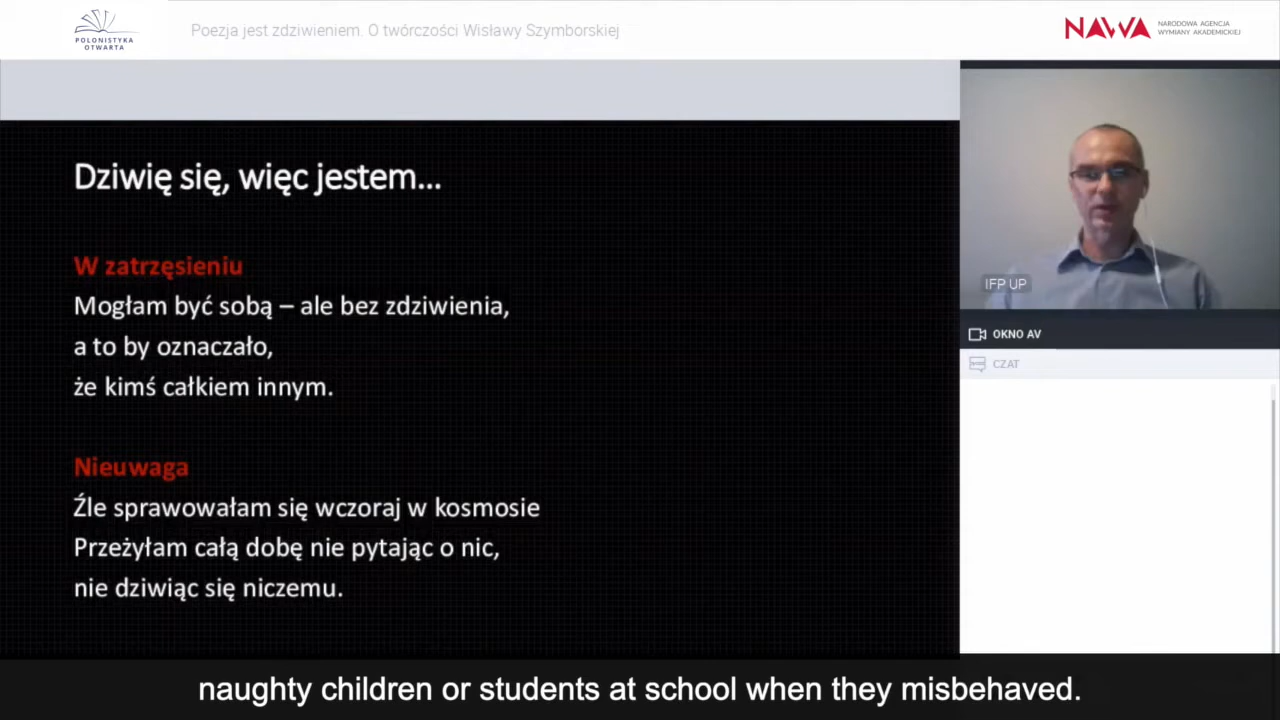 POLONISTYKA
OTWARTA
Poezja jest zdziwieniem. O twórczości Wisławy Szymborskiej
NAWA
NARODOWA AGENCJA
WYMIANY AKADEMICKIEJ
Dziwię się, więc jestem...
W zatrzęsieniu
Mogłam być sobą – ale bez zdziwienia,
a to by oznaczało,
że kimś całkiem innym.
Nieuwaga
Źle sprawowałam się wczoraj w kosmosie
Przeżyłam całą dobę nie pytając o nic,
nie dziwiąc się niczemu.
IFP UP
OKNO AV
CZAT
naughty children or students at school when they misbehaved.